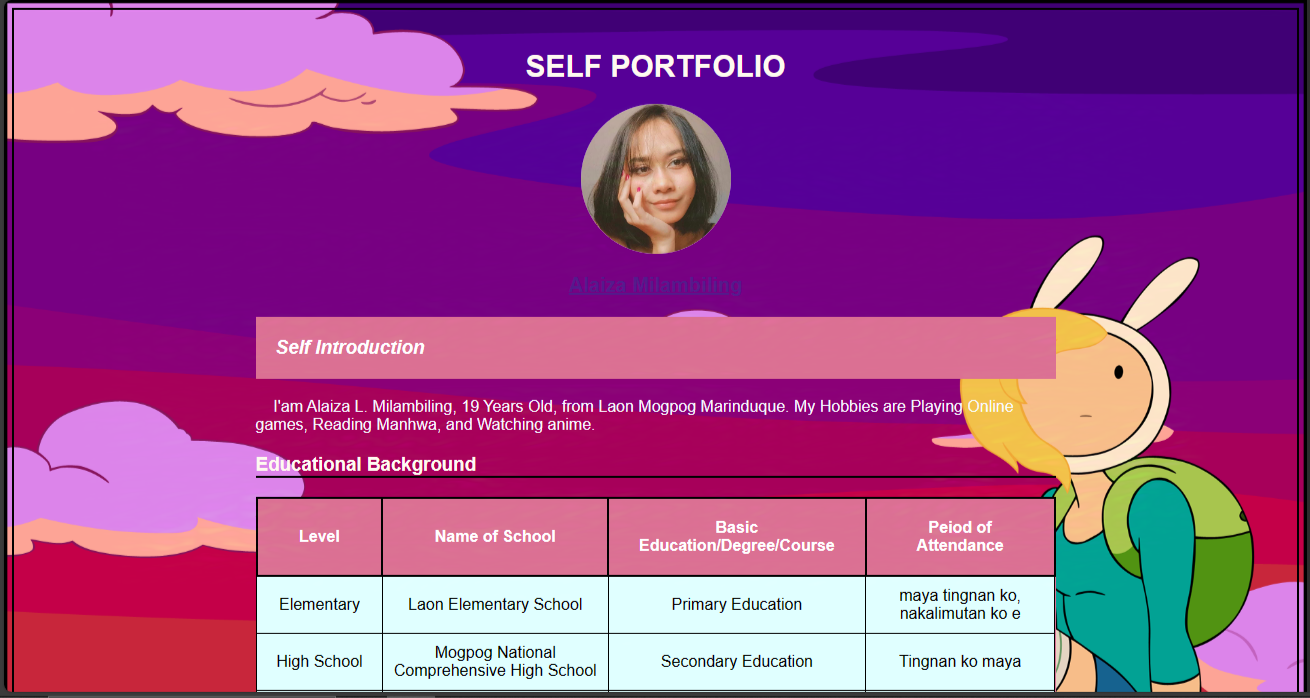 SELF PORTFOLIO
Alaiza Milambiling
Self Introduction
I'am Alaiza L. Milambiling, 19 Years Old, from Laon Mogpog Marinduque. My Hobbies are Playing Online
games, Reading Manhwa, and Watching anime.
Educational Background
Level
Name of School
Basic
Education/Degree/Course
Peiod of
Attendance
Elementary
Laon Elementary School
Primary Education
maya tingnan ko,
nakalimutan ko e
High School
Mogpog National
Comprehensive High School
Secondary Education
Tingnan ko maya